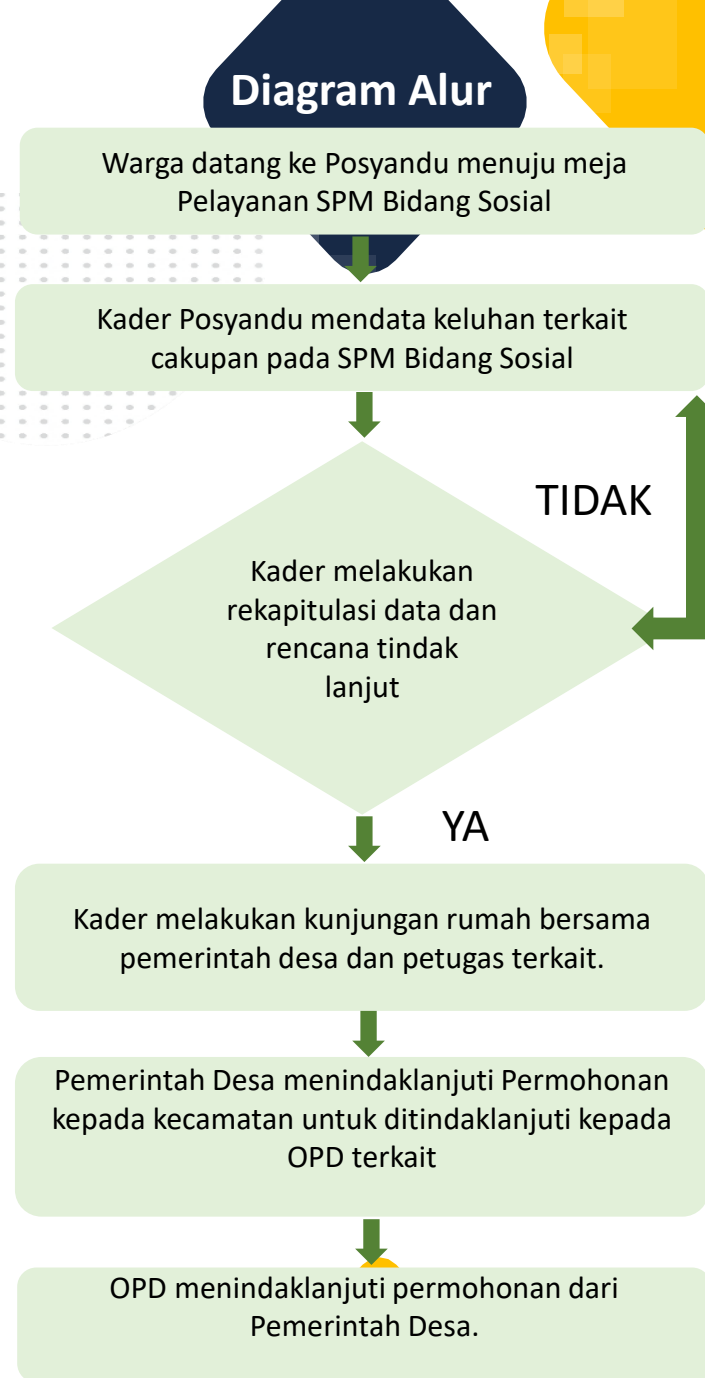 Diagram Alur
Warga datang ke Posyandu menuju meja
Pelayanan SPM Bidang Sosial
Kader Posyandu mendata keluhan terkait
cakupan pada SPM Bidang Sosial
TIDAK
Kader melakukan
rekapitulasi data dan
rencana tindak
lanjut
YA
Kader melakukan kunjungan rumah bersama
pemerintah desa dan petugas terkait.
Pemerintah Desa menindaklanjuti Permohonan
kepada kecamatan untuk ditindaklanjuti kepada
OPD terkait
OPD menindaklanjuti permohonan dari
Pemerintah Desa.